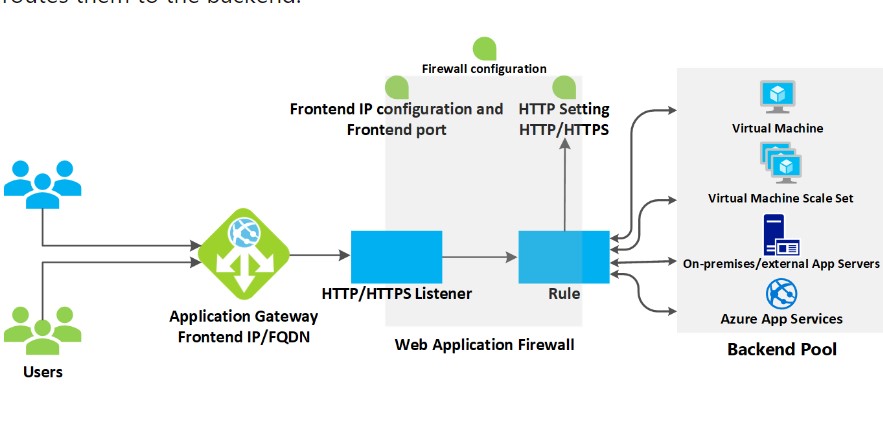 routes them to the backend.
Firewall configuration
Frontend IP configuration and
Frontend port
HTTP Setting
HTTP/HTTPS
Virtual Machine
Virtual Machine Scale Set
On-premises/external App Servers
Azure App Services
Backend Pool
HTTP/HTTPS Listener
Rule
Application Gateway
Frontend IP/FQDN
Web Application Firewall
Users